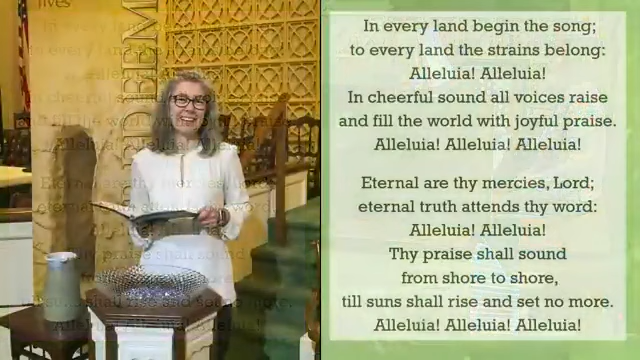 lives
In every land begin the song;
to every land the strains belong:
Alleluia! Alleluia!
In cheerful sound all voices raise
and fill the world with joyful praise.
Alleluia! Alleluia! Alleluia!
Eternal are thy mercies, Lord;
eternal truth attends thy word:
Alleluia! Alleluia!
Thy praise shall sound
from shore to shore,
till suns shall rise and set no more.
Alleluia! Alleluia! Alleluia!